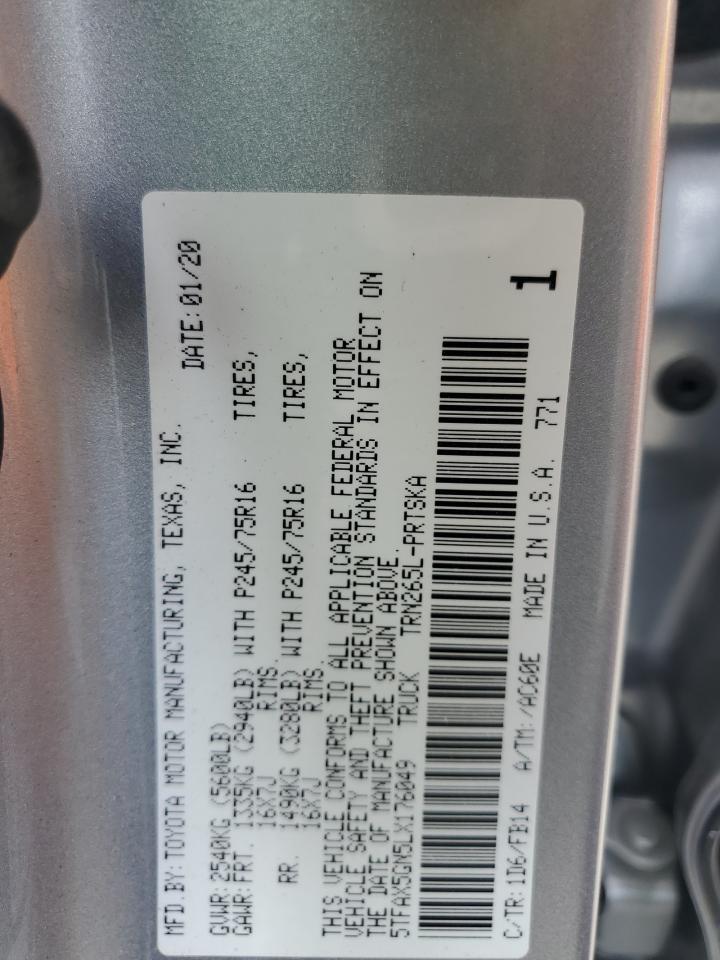 MFD.BY:TOYOTA MOTOR MANUFACTURING, TEXAS, INC.
DATE:01/20
GVWR:2540KG (5600LB)
GAWR:FRT. 1335KG (2940LB) WITH P245/75R16 TIRES,
16X7J RIMS.
RR. 1490KG (3280LB) WITH P245/75R16 TIRES,
16X7J RIMS.
THIS VEHICLE CONFORMS TO ALL APPLICABLE FEDERAL MOTOR
VEHICLE SAFETY AND THEFT PREVENTION STANDARDS IN EFFECT ON
THE DATE OF MANUFACTURE SHOWN ABOVE.
5TFAX5GN5LX176049 TRUCK TRN265L-PRTSKA
1
C/TR:1D6/FB14 A/TM:/AC60E MADE IN U.S.A. 771